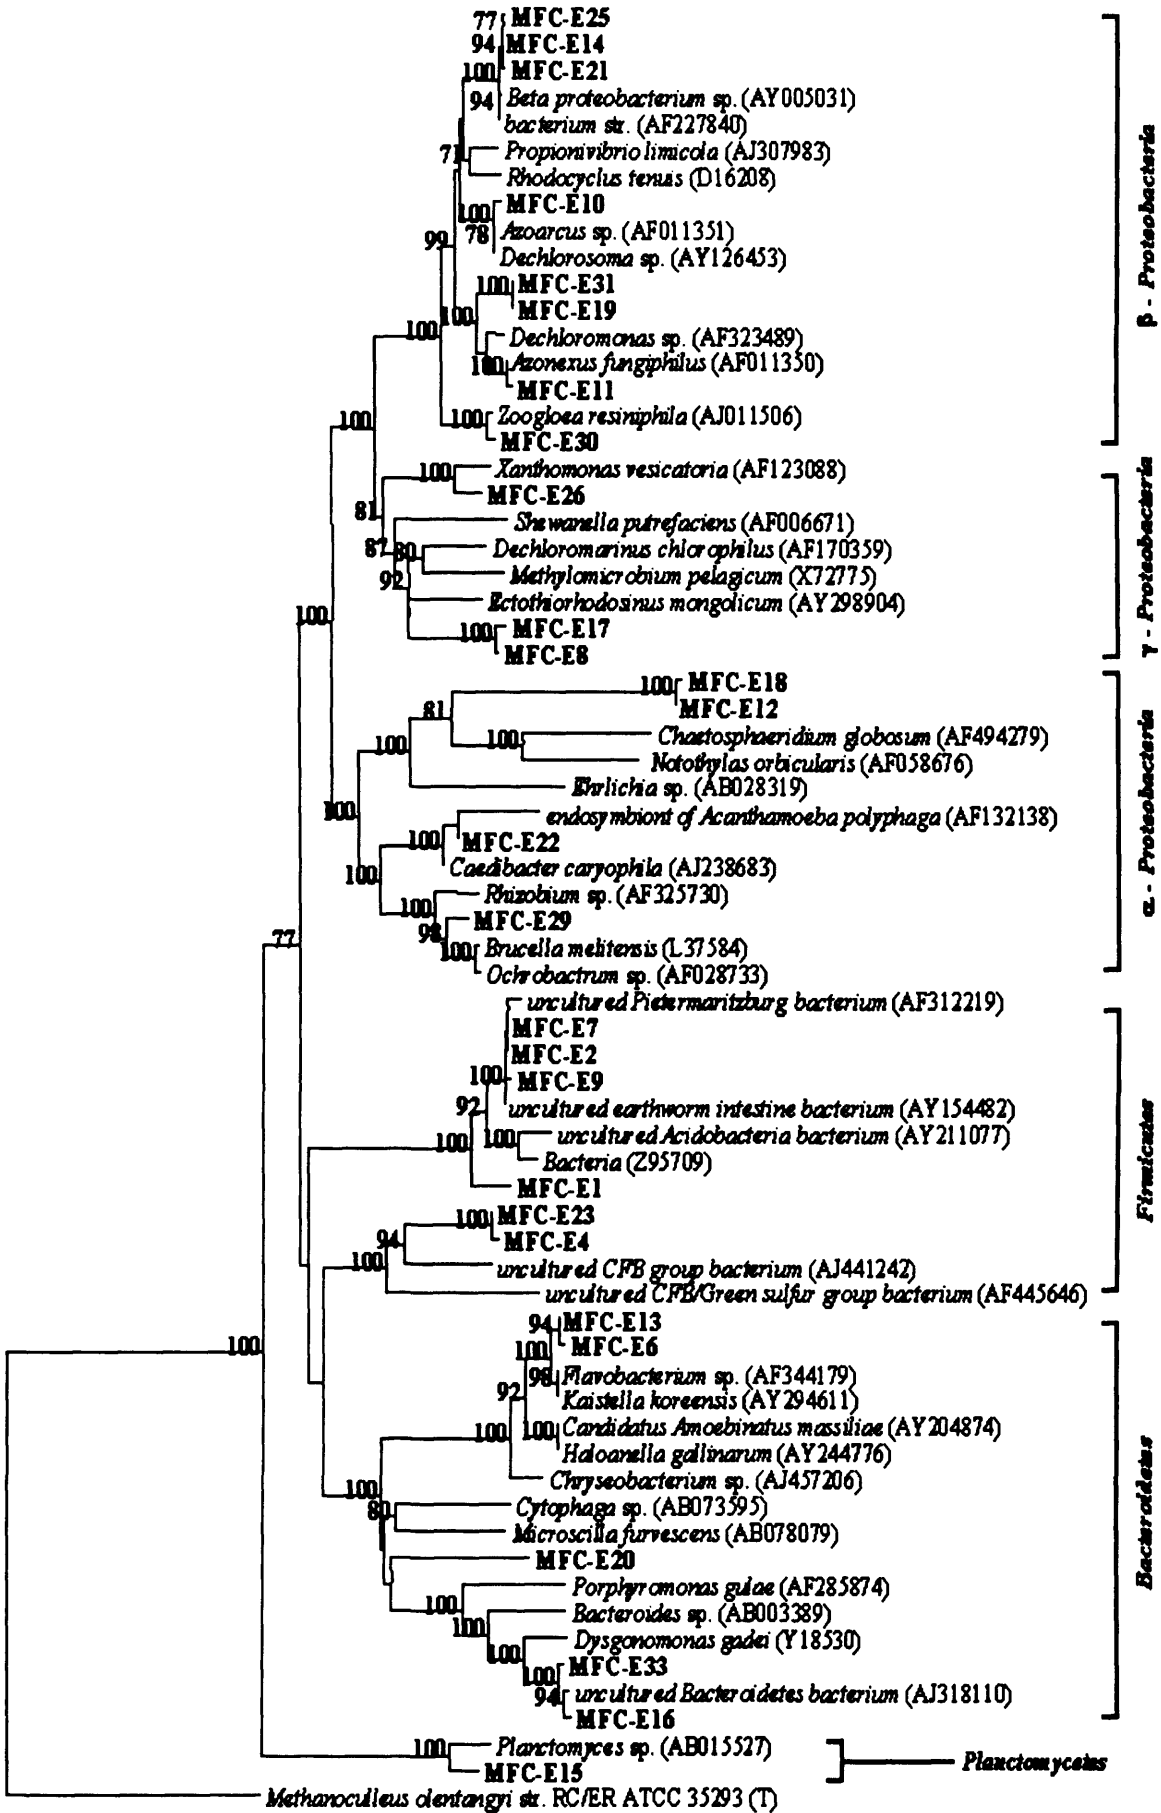 77 MFC-E25
94 MFC-E14
100 MFC-E21
94 Beta proteobacterium sp. (AY005031)
bacterium str. (AF227840)
71 Propionivibrio limicola (AJ307983)
Rhodocyclus tenuis (D16208)
100 MFC-E10
99 78 Azoarcus sp. (AF011351)
Dechlorosoma sp. (AY126453)
100 MFC-E31
100 MFC-E19
100 Dechloromonas sp. (AF323489)
100 Azonexus fungiphilus (AF011350)
MFC-E11
100 100 Zoogloea resiniphila (AJ011506)
MFC-E30
β - Proteobacteria
100 Xanthomonas vesicatoria (AF123088)
MFC-E26
81 Shewanella putrefaciens (AF006671)
87 80 Dechloromarinus chlorophilus (AF170359)
92 Methylomicrobium pelagicum (X72775)
Ectothiorhodosinus mongolicum (AY298904)
100 100 MFC-E17
MFC-E8
γ - Proteobacteria
100 MFC-E18
81 MFC-E12
100 100 Chaetosphaeridium globosum (AF494279)
Notothylas orbicularis (AF058676)
Ehrlichia sp. (AB028319)
100 endosymbiont of Acanthamoeba polyphaga (AF132138)
100 MFC-E22
100 Caedibacter caryophila (AJ238683)
Rhizobium sp. (AF325730)
100 MFC-E29
77 98 100 Brucella melitensis (L37584)
Ochrobactrum sp. (AF028733)
α - Proteobacteria
uncultured Pietermaritzburg bacterium (AF312219)
MFC-E7
MFC-E2
100 MFC-E9
92 uncultured earthworm intestine bacterium (AY154482)
100 100 uncultured Acidobacteria bacterium (AY211077)
Bacteria (Z95709)
MFC-E1
100 MFC-E23
94 MFC-E4
100 uncultured CFB group bacterium (AJ441242)
uncultured CFB/Green sulfur group bacterium (AF445646)
Firmicutes
94 MFC-E13
100 100 MFC-E6
98 Flavobacterium sp. (AF344179)
92 Kaistella koreensis (AY294611)
100 100 Candidatus Amoebinatus massiliae (AY204874)
Haloanella gallinarum (AY244776)
Chryseobacterium sp. (AJ457206)
100 Cytophaga sp. (AB073595)
80 Microscilla furvescens (AB078079)
MFC-E20
Porphyromonas gulae (AF285874)
100 Bacteroides sp. (AB003389)
100 Dysgonomonas gadei (Y18530)
100 100 MFC-E33
94 uncultured Bacteroidetes bacterium (AJ318110)
MFC-E16
Bacteroidetes
100 Planctomyces sp. (AB015527)
MFC-E15
Planctomycetes
Methanoculleus olentangyi str. RC/ER ATCC 35293 (T)